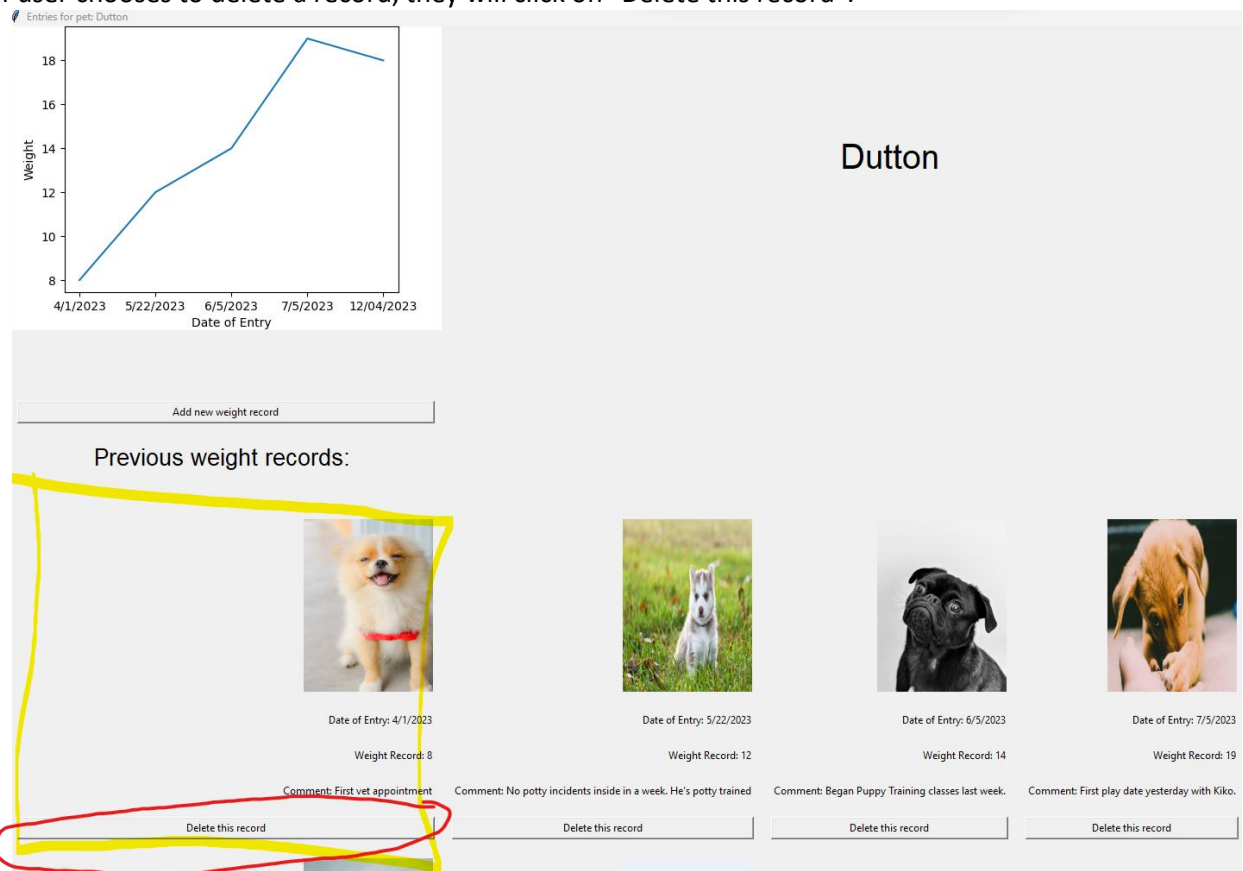 user chooses to delete a record, they will click on "Delete this record".
Entries for pet: Dutton
18
16
14
12
10
8
Weight
4/1/2023 5/22/2023 6/5/2023 7/5/2023 12/04/2023
Date of Entry
Dutton
Add new weight record
Previous weight records:
Date of Entry: 4/1/2023 Date of Entry: 5/22/2023 Date of Entry: 6/5/2023 Date of Entry: 7/5/2023
Weight Record: 8 Weight Record: 12 Weight Record: 14 Weight Record: 19
Comment: First vet appointment Comment: No potty incidents inside in a week. He's potty trained Comment: Began Puppy Training classes last week. Comment: First play date yesterday with Kiko.
Delete this record Delete this record Delete this record Delete this record